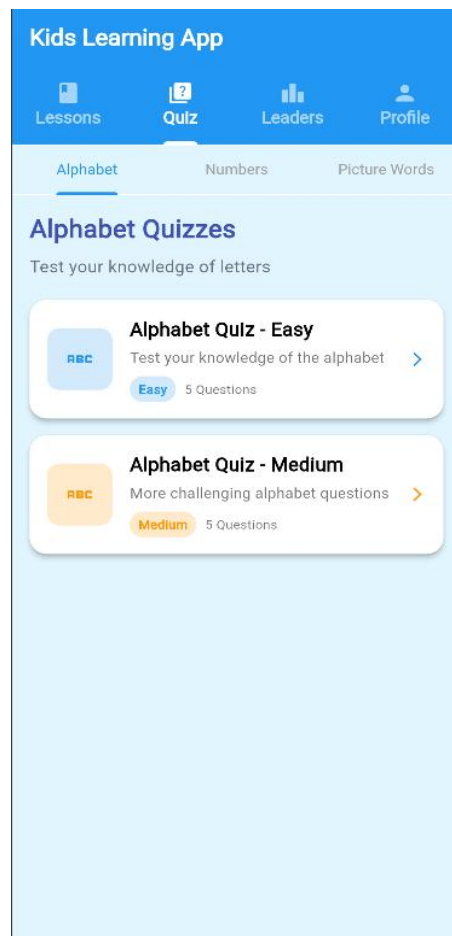 Kids Learning App
Lessons Quiz Leaders Profile
Alphabet Numbers Picture Words
Alphabet Quizzes
Test your knowledge of letters
ABC
Alphabet Quiz - Easy
Test your knowledge of the alphabet
Easy 5 Questions
ABC
Alphabet Quiz - Medium
More challenging alphabet questions
Medium 5 Questions